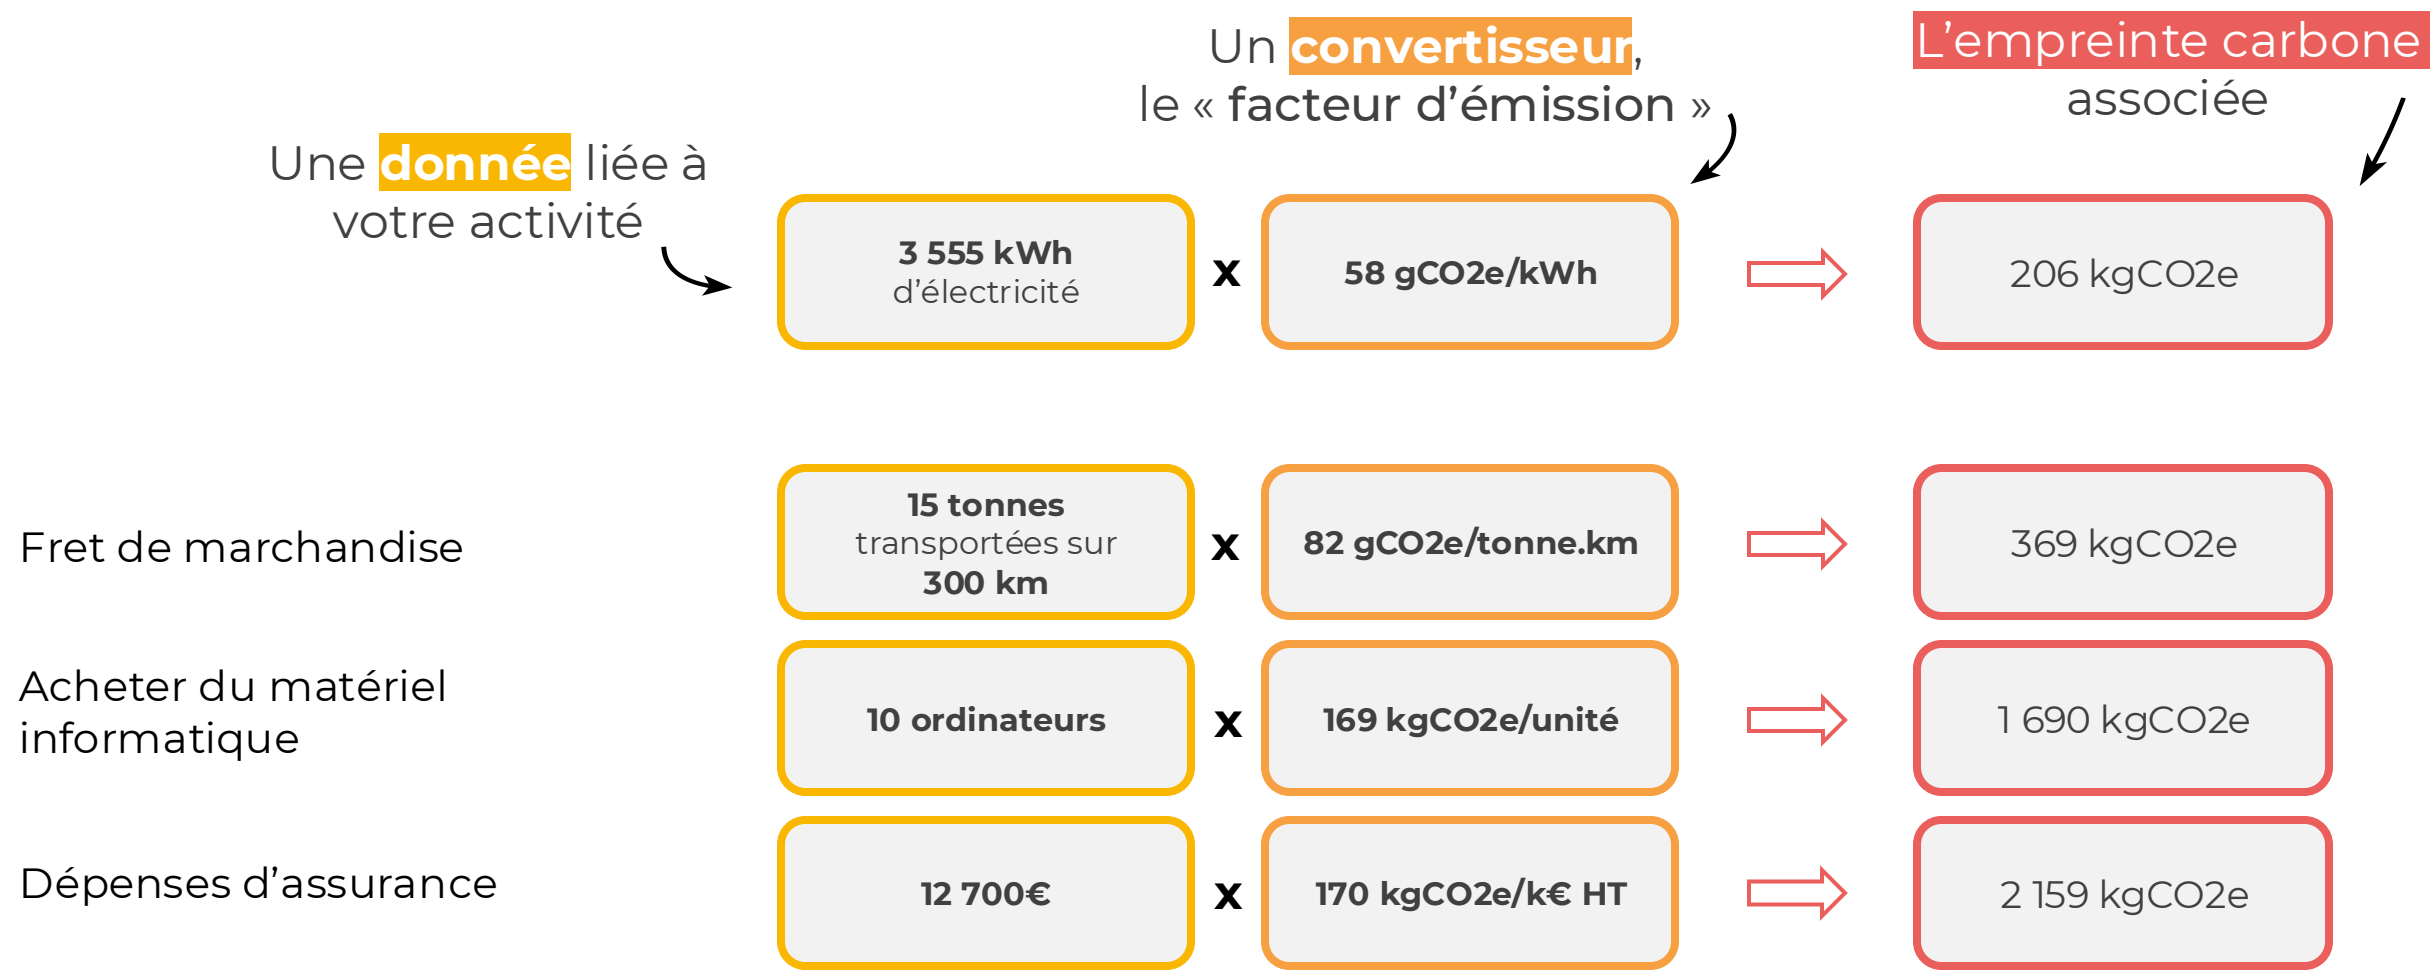 Une donnée liée à
votre activité
Un convertisseur,
le « facteur d’émission »
L’empreinte carbone
associée
3 555 kWh
d’électricité
x
58 gCO2e/kWh
206 kgCO2e
Fret de marchandise
15 tonnes
transportées sur
300 km
x
82 gCO2e/tonne.km
369 kgCO2e
Acheter du matériel
informatique
10 ordinateurs
x
169 kgCO2e/unité
1 690 kgCO2e
Dépenses d’assurance
12 700€
x
170 kgCO2e/k€ HT
2 159 kgCO2e